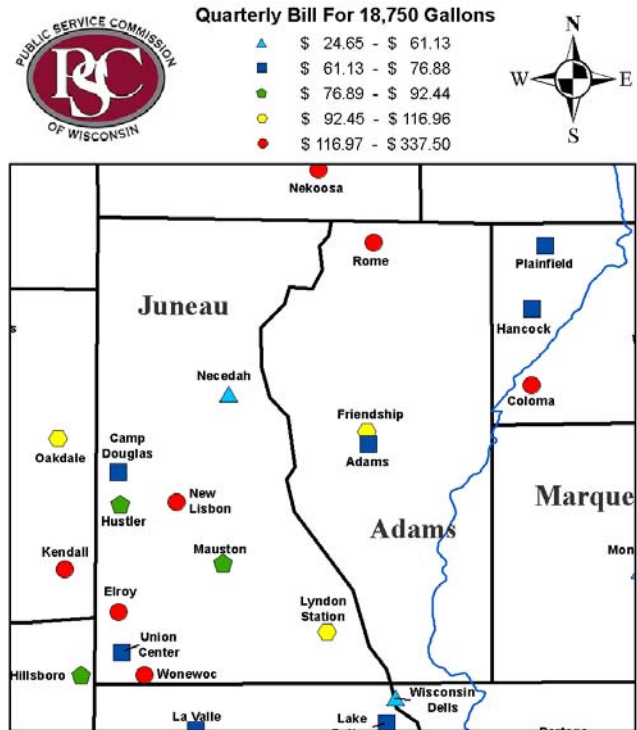 PUBLIC SERVICE COMMISSION
PSC
OF WISCONSIN
Quarterly Bill For 18,750 Gallons
$ 24.65 - $ 61.13
$ 61.13 - $ 76.88
$ 76.89 - $ 92.44
$ 92.45 - $ 116.96
$ 116.97 - $ 337.50
N
W E
S
Nekoosa
Rome
Plainfield
Juneau
Hancock
s
Necedah
Coloma
Friendship
Camp
Douglas
Oakdale
Adams
New
Lisbon
Marque
Hustler
Adams
Mauston
Mon
Kendall
Elroy
Lyndon
Station
Union
Center
Hillsboro
Wonewoc
Wisconsin
Dells
La Valle
Lake